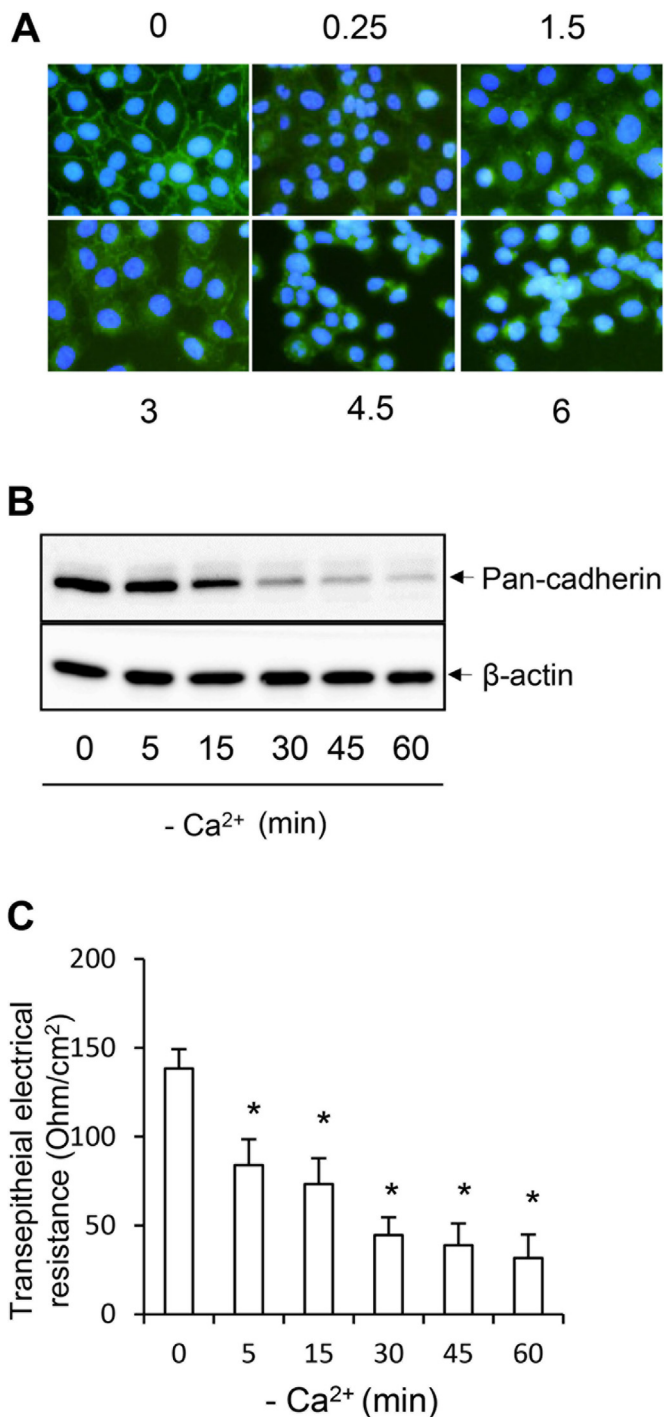 A
0 0.25 1.5
3 4.5 6
B
Pan-cadherin
β-actin
0 5 15 30 45 60
- Ca²⁺ (min)
C
Transepitheial electrical
resistance (Ohm/cm²)
200
150
100
50
0
* * * * *
0 5 15 30 45 60
- Ca²⁺ (min)